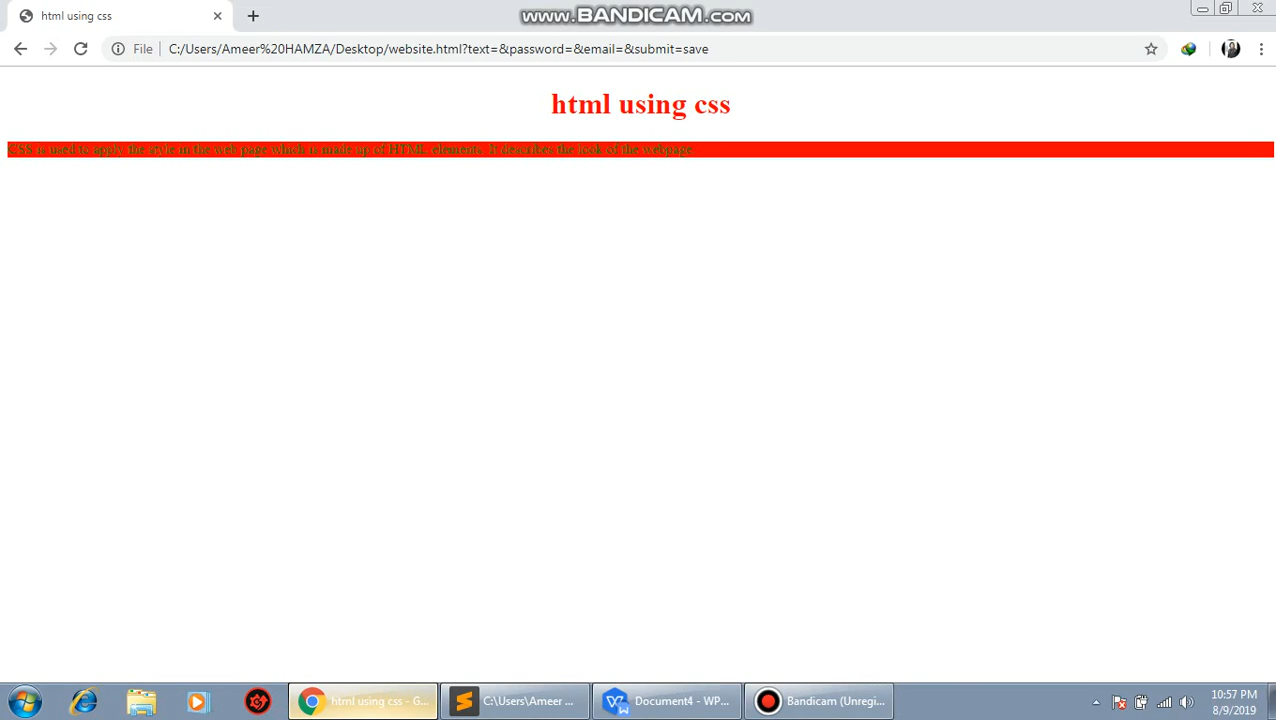 html using css
WWW.BANDICAM.COM
File C:/Users/Ameer%20HAMZA/Desktop/website.html?text=&password=&email=&submit=save
html using css
CSS is used to apply the style in the web page which is made up of HTML elements. It describes the look of the webpage.
html using css - G...
C:\Users\Ameer ...
Document4 - WP...
Bandicam (Unregi...
10:57 PM
8/9/2019